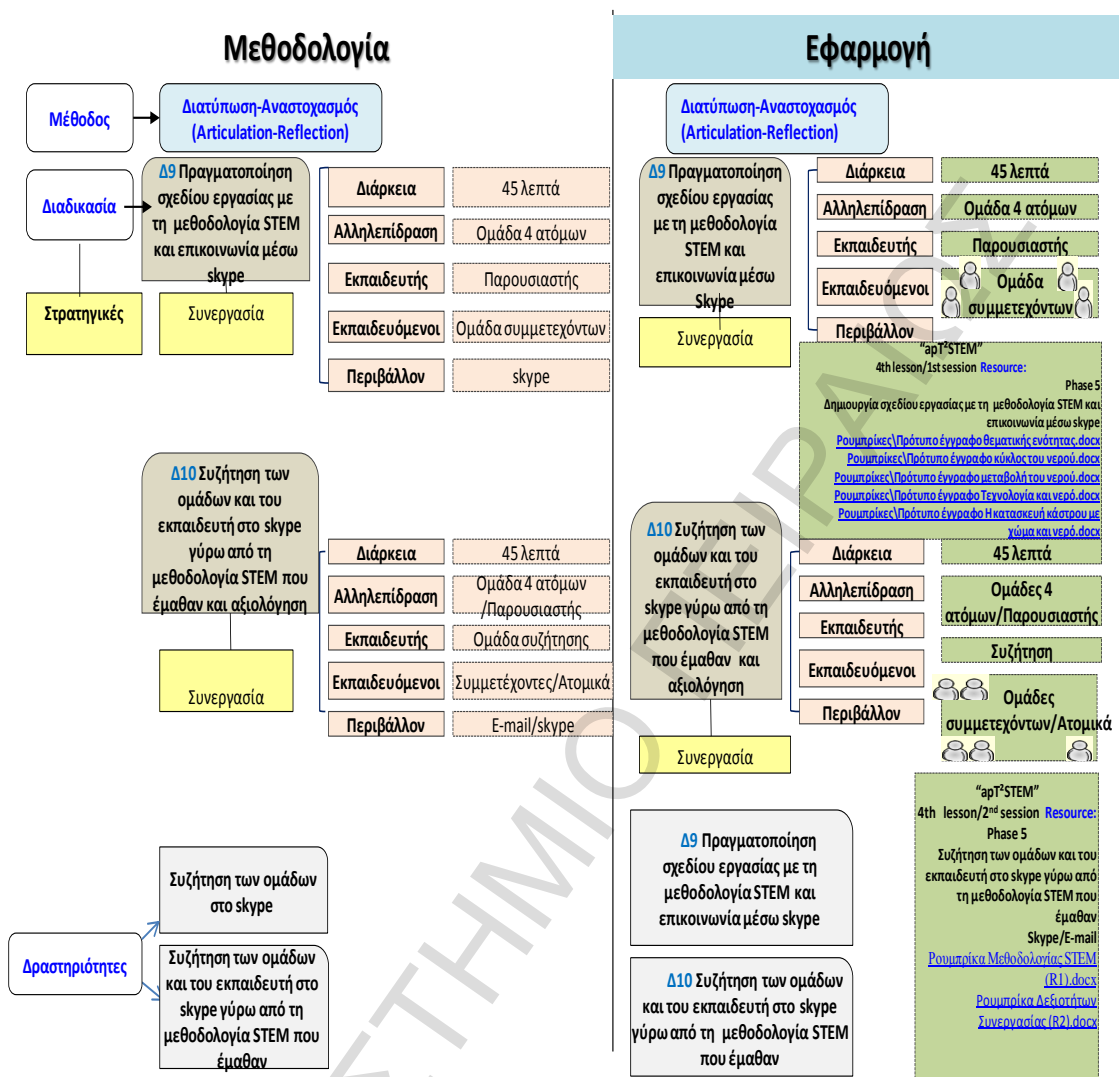 Μεθοδολογία
Μέθοδος
Διατύπωση-Αναστοχασμός
(Articulation-Reflection)
Διαδικασία
Δ9 Πραγματοποίηση
σχεδίου εργασίας με
τη μεθοδολογία STEM
και επικοινωνία μέσω
skype
Στρατηγικές
Συνεργασία
Διάρκεια
45 λεπτά
Αλληλεπίδραση
Ομάδα 4 ατόμων
Εκπαιδευτής
Παρουσιαστής
Εκπαιδευόμενοι
Ομάδα συμμετεχόντων
Περιβάλλον
skype
Δ10 Συζήτηση των
ομάδων και του
εκπαιδευτή στο skype
γύρω από τη
μεθοδολογία STEM που
έμαθαν και αξιολόγηση
Συνεργασία
Διάρκεια
45 λεπτά
Αλληλεπίδραση
Ομάδα 4 ατόμων
/Παρουσιαστής
Εκπαιδευτής
Ομάδα συζήτησης
Εκπαιδευόμενοι
Συμμετέχοντες/Ατομικά
Περιβάλλον
E-mail/skype
Δραστηριότητες
Συζήτηση των ομάδων
στο skype
Συζήτηση των ομάδων
και του εκπαιδευτή στο
skype γύρω από τη
μεθοδολογία STEM που
έμαθαν
Εφαρμογή
Διατύπωση-Αναστοχασμός
(Articulation-Reflection)
Δ9 Πραγματοποίηση
σχεδίου εργασίας
με τη μεθοδολογία
STEM και
επικοινωνία μέσω
Skype
Συνεργασία
Διάρκεια
45 λεπτά
Αλληλεπίδραση
Ομάδα 4 ατόμων
Εκπαιδευτής
Παρουσιαστής
Εκπαιδευόμενοι
Ομάδα
συμμετεχόντων
Περιβάλλον
“apT²STEM”
4th lesson/1st session Resource:
Phase 5
Δημιουργία σχεδίου εργασίας με τη μεθοδολογία STEM και
επικοινωνία μέσω skype
Ρουμπρίκες\Πρότυπο έγγραφο θεματικής ενότητας.docx
Ρουμπρίκες\Πρότυπο έγγραφο κύκλος του νερού.docx
Ρουμπρίκες\Πρότυπο έγγραφο μεταβολή του νερού.docx
Ρουμπρίκες\Πρότυπο έγγραφο Τεχνολογία και νερό.docx
Ρουμπρίκες\Πρότυπο έγγραφο Η κατασκευή κάστρου με
χώμα και νερό.docx
Δ10 Συζήτηση των
ομάδων και του
εκπαιδευτή στο
skype γύρω από τη
μεθοδολογία STEM
που έμαθαν και
αξιολόγηση
Συνεργασία
Διάρκεια
45 λεπτά
Αλληλεπίδραση
Ομάδες 4
ατόμων/Παρουσιαστής
Εκπαιδευτής
Συζήτηση
Εκπαιδευόμενοι
Ομάδες
συμμετεχόντων/Ατομικά
Περιβάλλον
“apT²STEM”
4th lesson/2nd session Resource:
Phase 5
Συζήτηση των ομάδων και του
εκπαιδευτή στο skype γύρω από
τη μεθοδολογία STEM που
έμαθαν
Skype/E-mail
Ρουμπρίκα Μεθοδολογίας STEM
(R1).docx
Ρουμπρίκα Δεξιοτήτων
Συνεργασίας (R2).docx
Δ9 Πραγματοποίηση
σχεδίου εργασίας με τη
μεθοδολογία STEM και
επικοινωνία μέσω skype
Δ10 Συζήτηση των ομάδων
και του εκπαιδευτή στο skype
γύρω από τη μεθοδολογία STEM
που έμαθαν